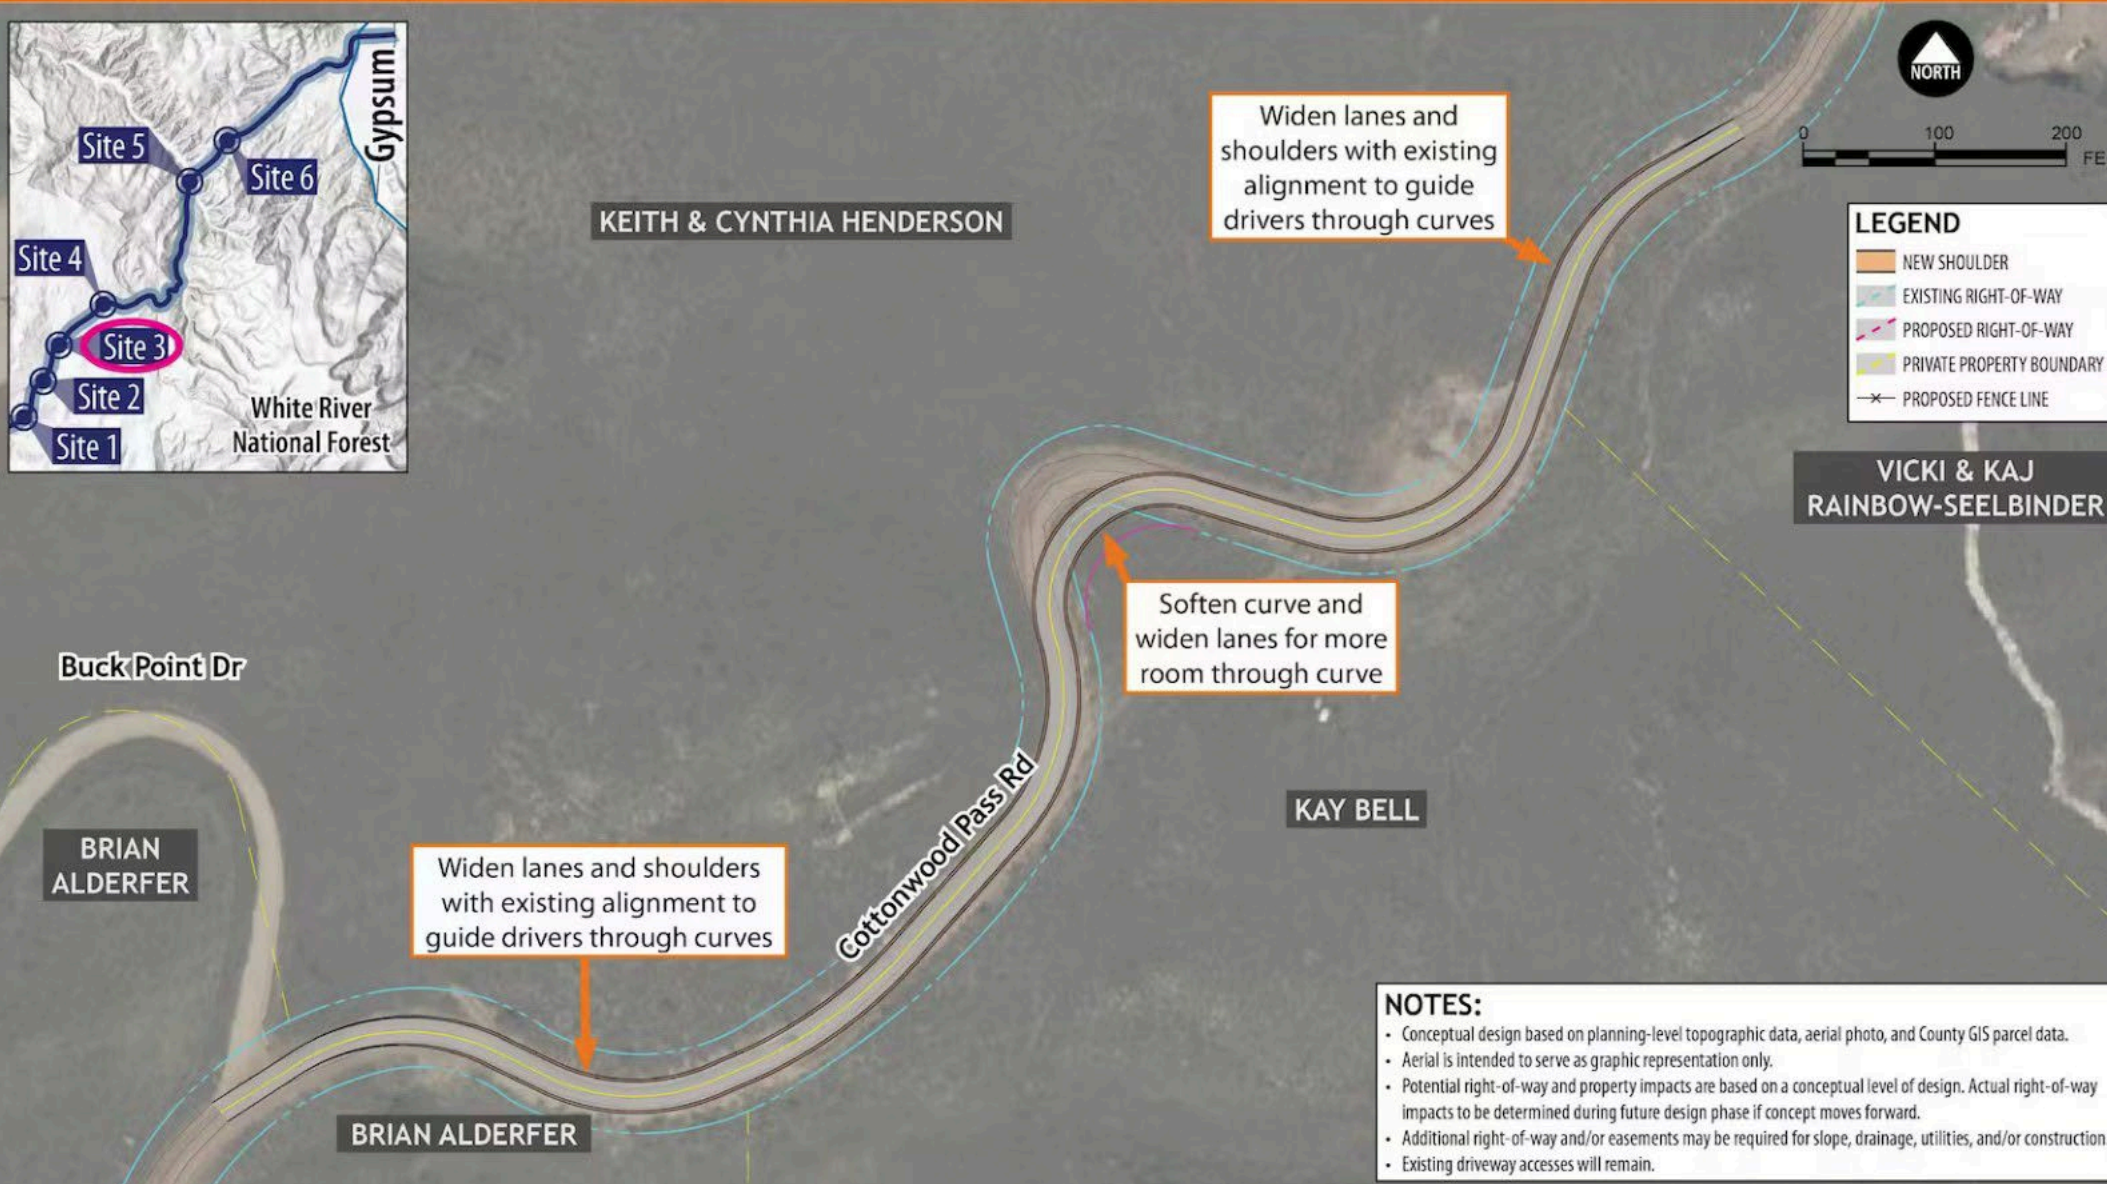 Gypsum
Site 5
Site 6
Site 4
Site 3
Site 2
Site 1
White River
National Forest
KEITH & CYNTHIA HENDERSON
Widen lanes and
shoulders with existing
alignment to guide
drivers through curves
NORTH
0 100 200
FE
LEGEND
NEW SHOULDER
EXISTING RIGHT-OF-WAY
PROPOSED RIGHT-OF-WAY
PRIVATE PROPERTY BOUNDARY
PROPOSED FENCE LINE
VICKI & KAJ
RAINBOW-SEELBINDER
Soften curve and
widen lanes for more
room through curve
Buck Point Dr
BRIAN
ALDERFER
Cottonwood Pass Rd
KAY BELL
Widen lanes and shoulders
with existing alignment to
guide drivers through curves
BRIAN ALDERFER
NOTES:
• Conceptual design based on planning-level topographic data, aerial photo, and County GIS parcel data.
• Aerial is intended to serve as graphic representation only.
• Potential right-of-way and property impacts are based on a conceptual level of design. Actual right-of-way
impacts to be determined during future design phase if concept moves forward.
• Additional right-of-way and/or easements may be required for slope, drainage, utilities, and/or construction
• Existing driveway accesses will remain.